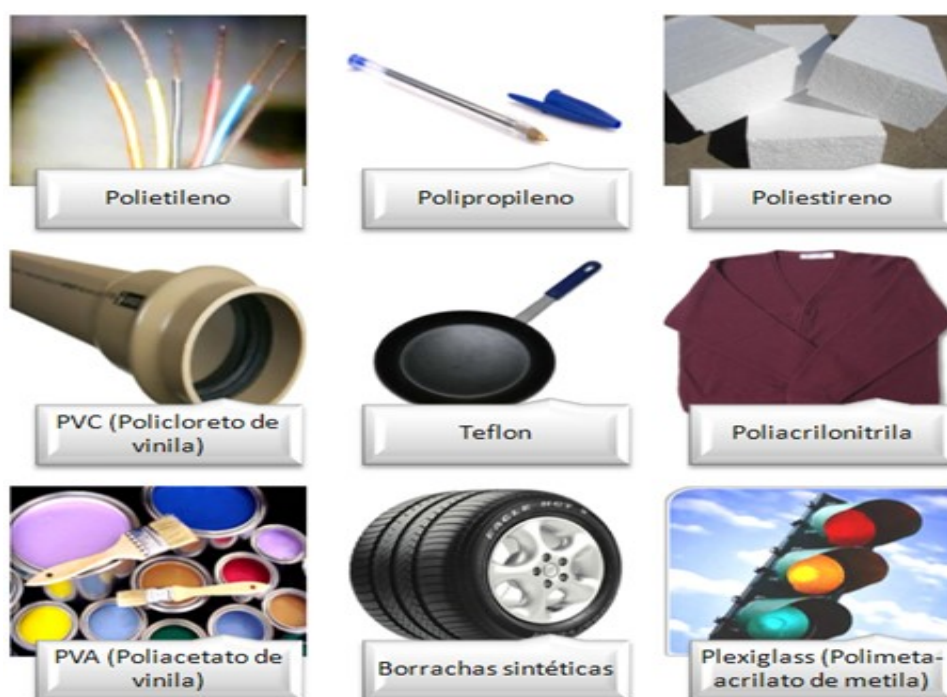 Polietileno
Polipropileno
Poliestireno
PVC (Policloreto de
vinila)
Teflon
Poliacrilonitrila
PVA (Poliacetato de
vinila)
EAGLE
Borrachas sintéticas
Plexiglass (Polimeta-
acrilato de metila)